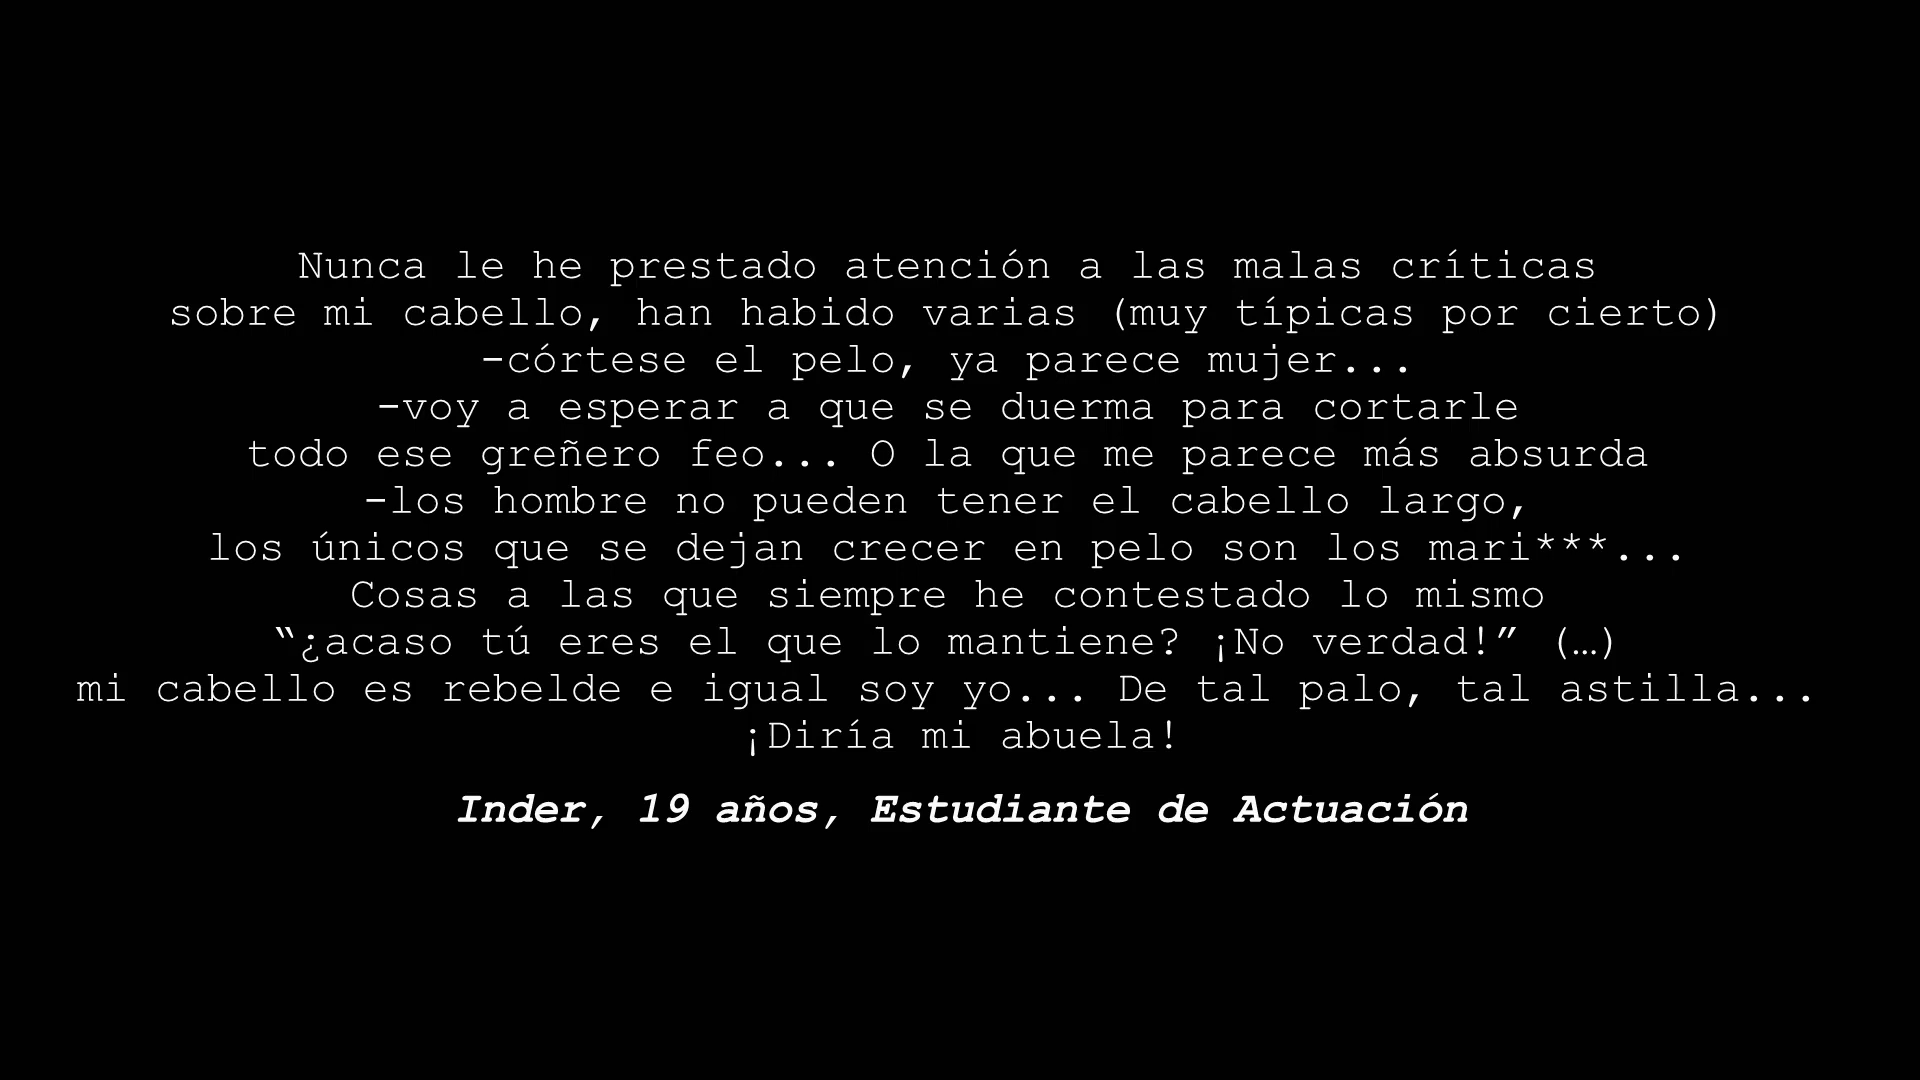 Nunca le he prestado atención a las malas críticas
sobre mi cabello, han habido varias (muy típicas por cierto)
-córtese el pelo, ya parece mujer...
-voy a esperar a que se duerma para cortarle
todo ese greñero feo... O la que me parece más absurda
-los hombre no pueden tener el cabello largo,
los únicos que se dejan crecer en pelo son los mari***...
Cosas a las que siempre he contestado lo mismo
“¿acaso tú eres el que lo mantiene? ¡No verdad!” (…)
mi cabello es rebelde e igual soy yo... De tal palo, tal astilla...
¡Diría mi abuela!
Inder, 19 años, Estudiante de Actuación